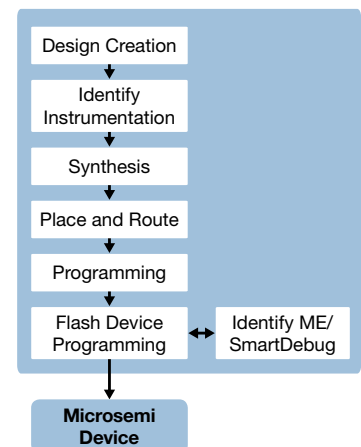 Design Creation
Identify
Instrumentation
Synthesis
Place and Route
Programming
Flash Device
Programming
Identify ME/
SmartDebug
Microsemi
Device